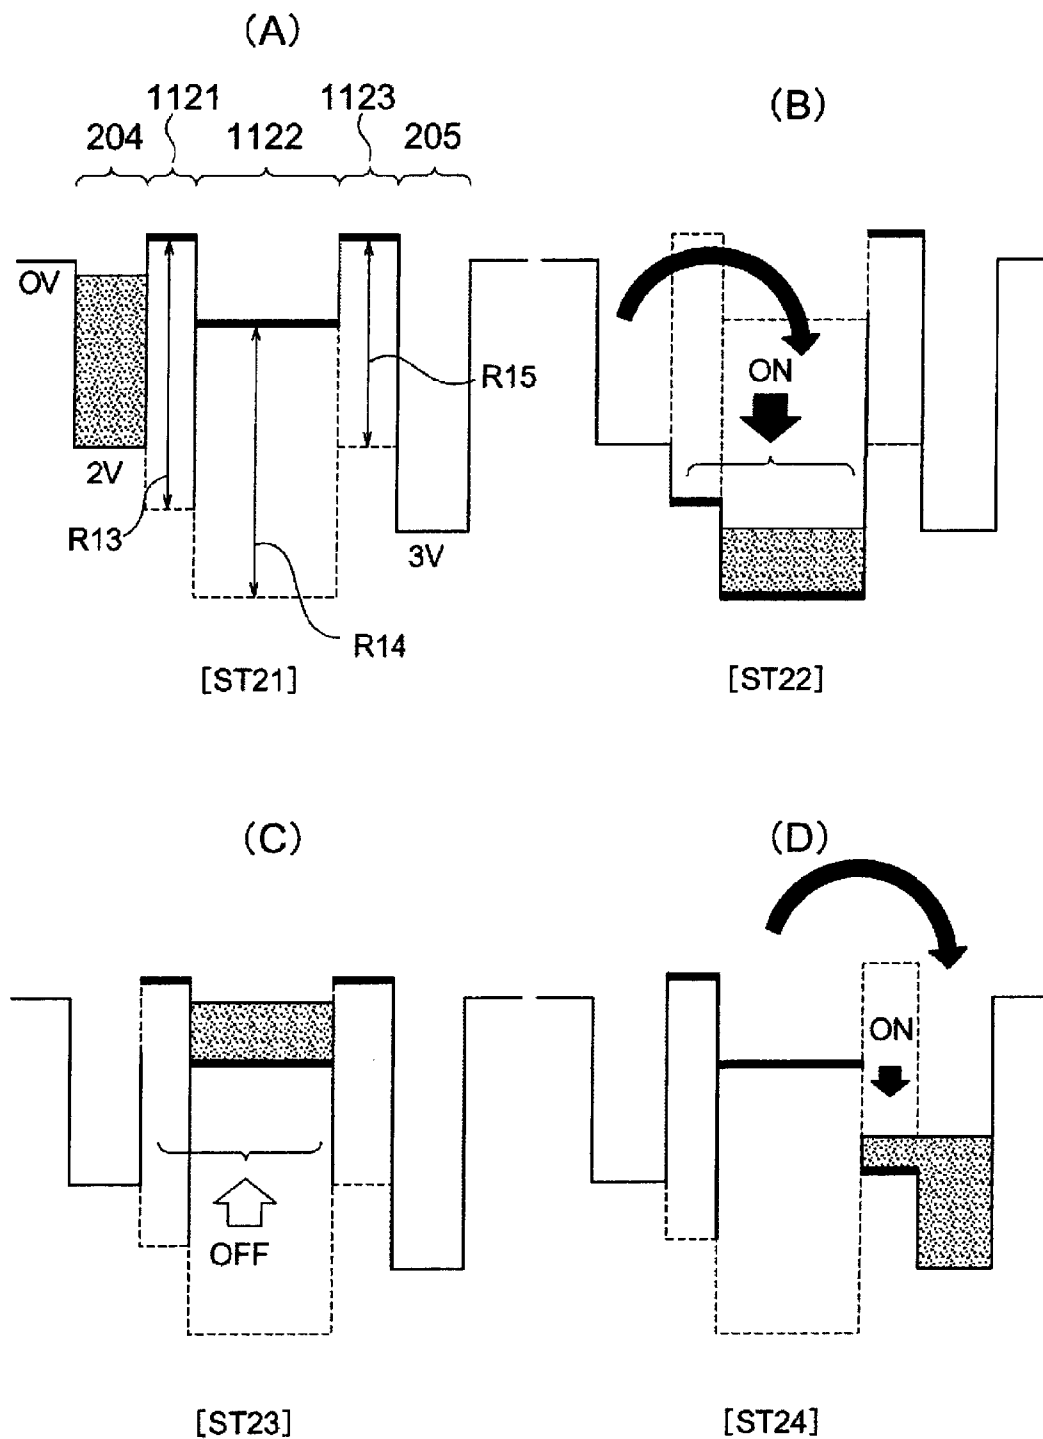 (A)
1121 1123
204 1122 205
(B)
0V
ON
R15
2V
R13
3V
R14
[ST21] [ST22]
(C) (D)
ON
OFF
[ST23] [ST24]